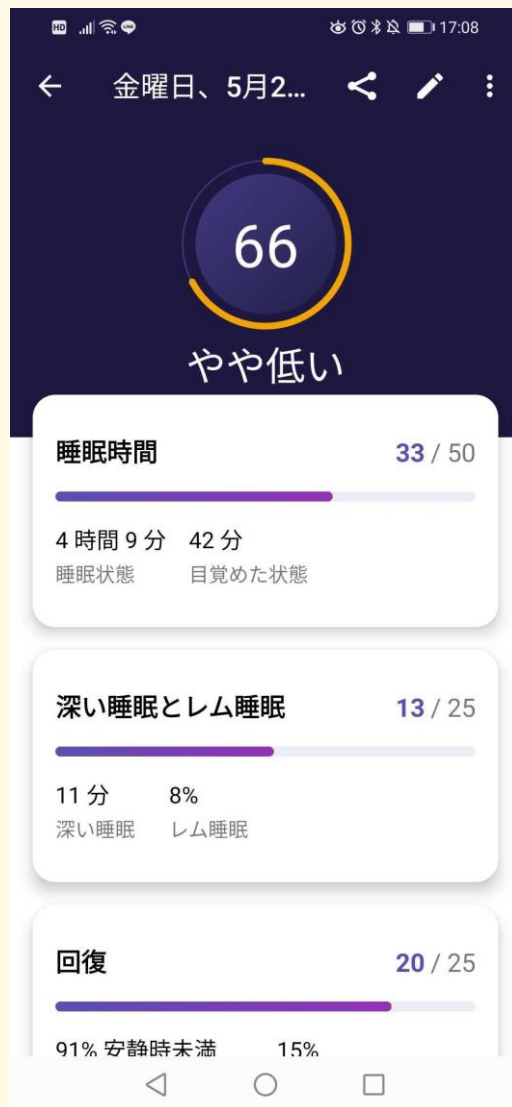 HD 17:08
金曜日、5月2...
66
やや低い
睡眠時間 33 / 50
4 時間 9 分 42 分
睡眠状態 目覚めた状態
深い睡眠とレム睡眠 13 / 25
11 分 8%
深い睡眠 レム睡眠
回復 20 / 25
91% 安静時未満 15%